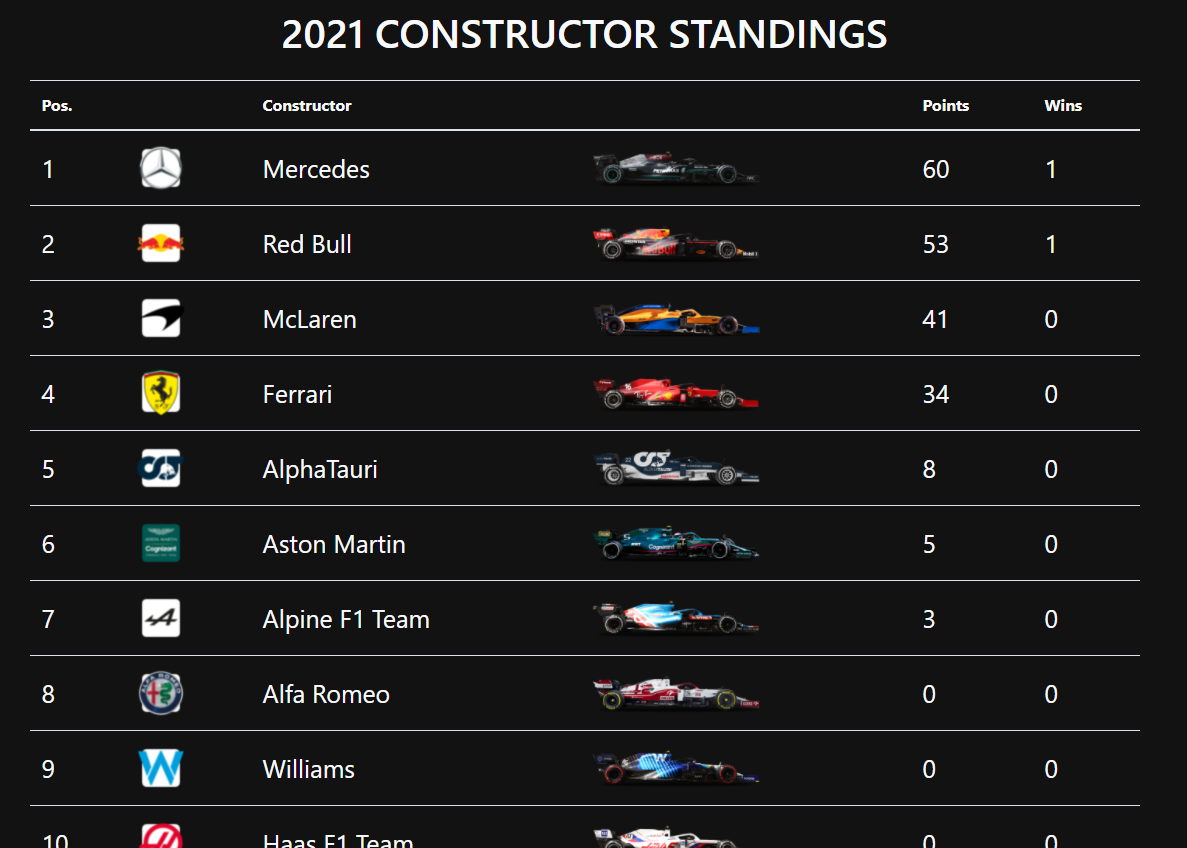 2021 CONSTRUCTOR STANDINGS
Pos. Constructor Points Wins
1 Mercedes 60 1
2 Red Bull 53 1
3 McLaren 41 0
4 Ferrari 34 0
5 AlphaTauri 8 0
6 Aston Martin 5 0
7 Alpine F1 Team 3 0
8 Alfa Romeo 0 0
9 Williams 0 0
10 Haas F1 Team 0 0